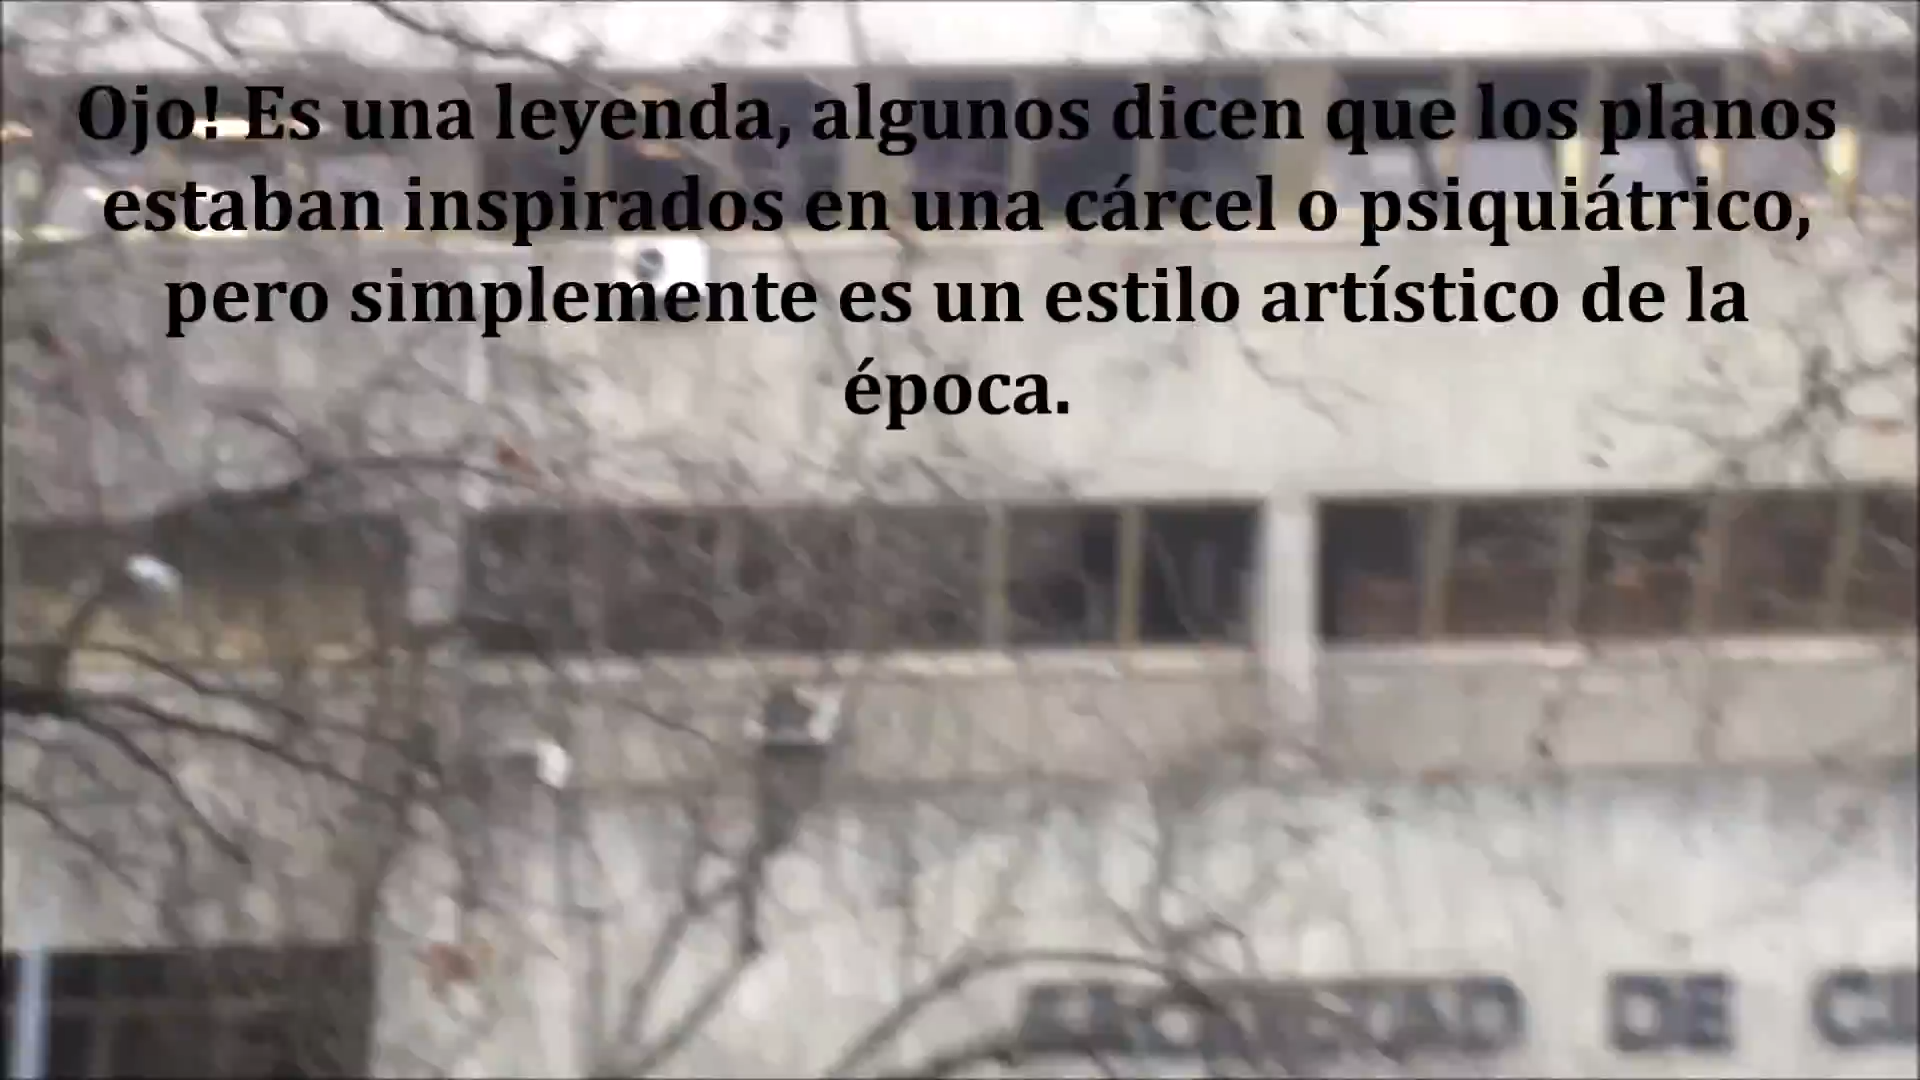 Ojo! Es una leyenda, algunos dicen que los planos
estaban inspirados en una cárcel o psiquiátrico,
pero simplemente es un estilo artístico de la
época.
DE